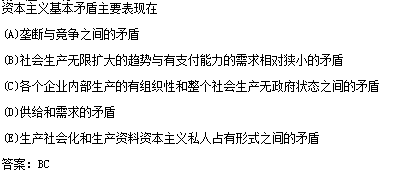 资本主义基本矛盾主要表现在
(A)垄断与竟争之间的矛盾
(B)社会生产无限扩大的趋势与有支付能力的需求相对狭小的矛盾
(C)各个企业内部生产的有组织性和整个社会生产无政府状态之间的矛盾
(D)供给和需求的矛盾
(E)生产社会化和生产资料资本主义私人占有形式之间的矛盾
答案：BC